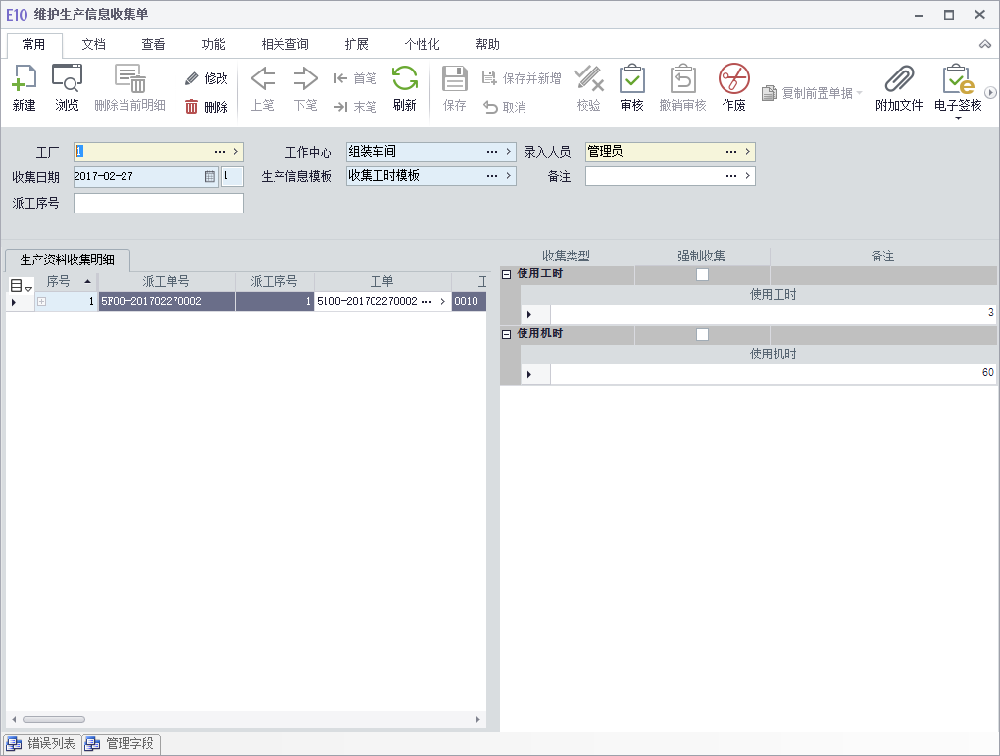 E10 维护生产信息收集单
常用 文档 查看 功能 相关查询 扩展 个性化 帮助
新建 浏览 删除当前明细 修改 删除 上笔 下笔 首笔 末笔 刷新 保存 保存并新增 取消 校验 审核 撤销审核 作废 复制前置单据 附加文件 电子签核
工厂 1 工作中心 组装车间 录入人员 管理员
收集日期 2017-02-27 1 生产信息模板 收集工时模板 备注
派工序号
生产资料收集明细
序号 派工单号 派工序号 工单 工
1 5F00-201702270002 1 5100-201702270002 0010
收集类型 强制收集 备注
使用工时
使用工时
3
使用机时
使用机时
60
错误列表 管理字段